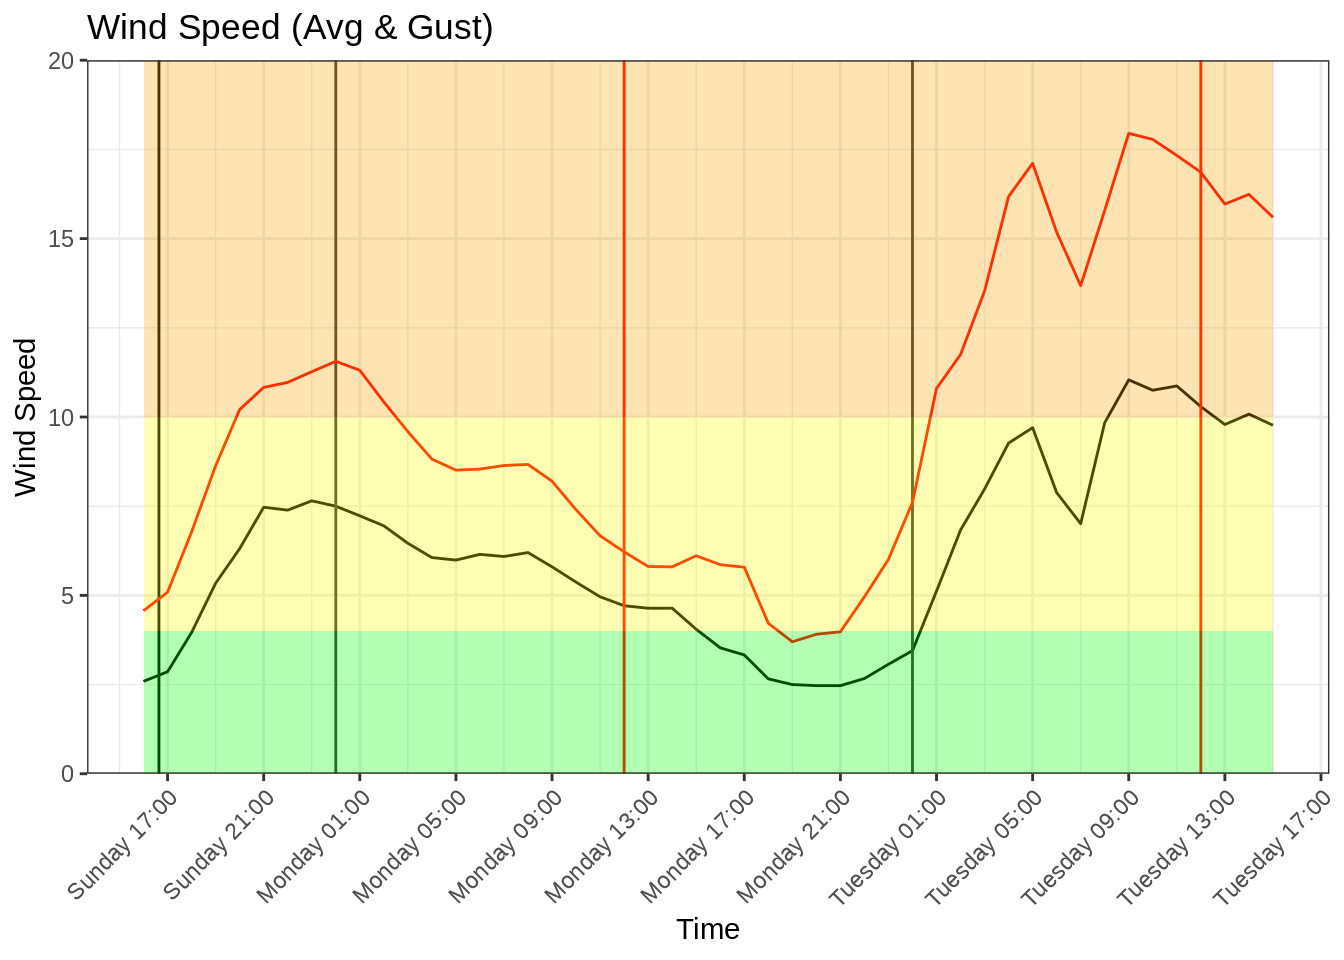 Wind Speed (Avg & Gust)
20
15
10
5
0
Wind Speed
Sunday 17:00
Sunday 21:00
Monday 01:00
Monday 05:00
Monday 09:00
Monday 13:00
Monday 17:00
Monday 21:00
Tuesday 01:00
Tuesday 05:00
Tuesday 09:00
Tuesday 13:00
Tuesday 17:00
Time